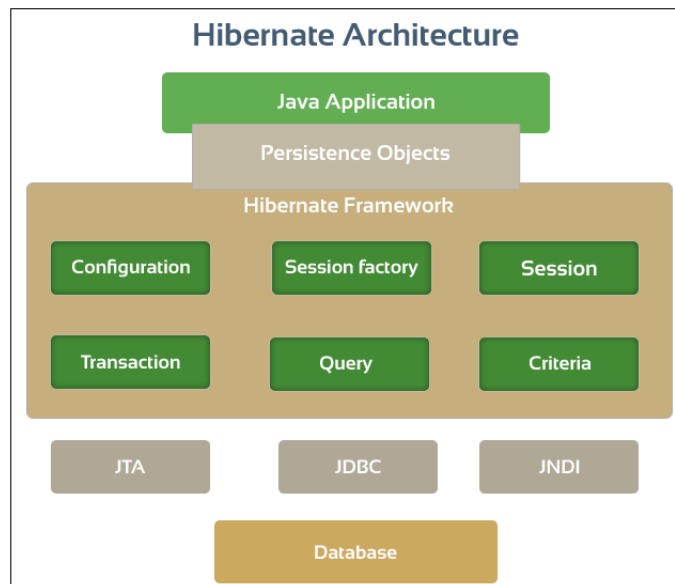 Hibernate Architecture
Java Application
Persistence Objects
Hibernate Framework
Configuration
Session factory
Session
Transaction
Query
Criteria
JTA
JDBC
JNDI
Database